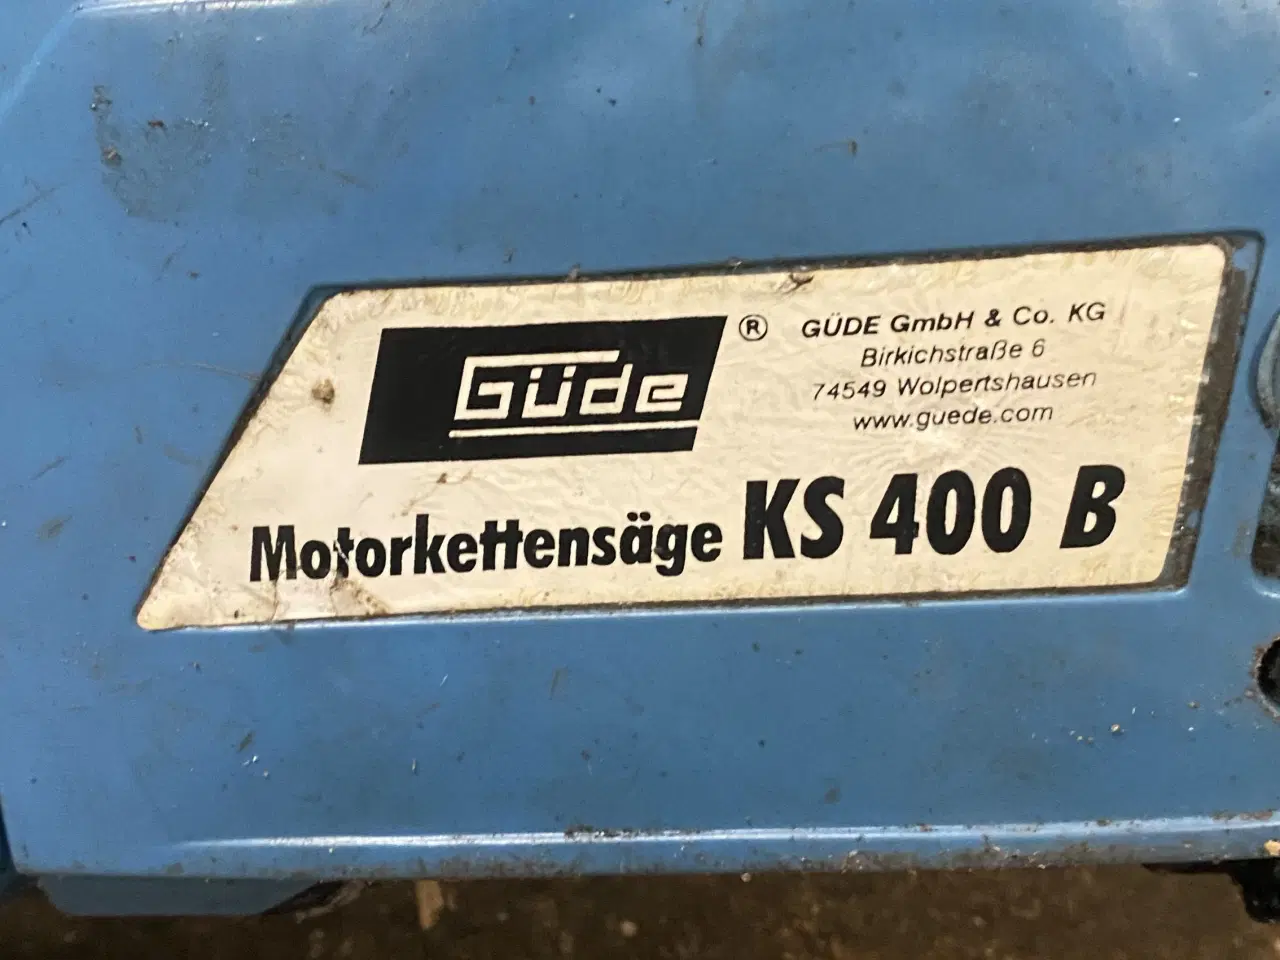 Güde ®
GÜDE GmbH & Co. KG
Birkichstraße 6
74549 Wolpertshausen
www.guede.com
Motorkettensäge KS 400 B